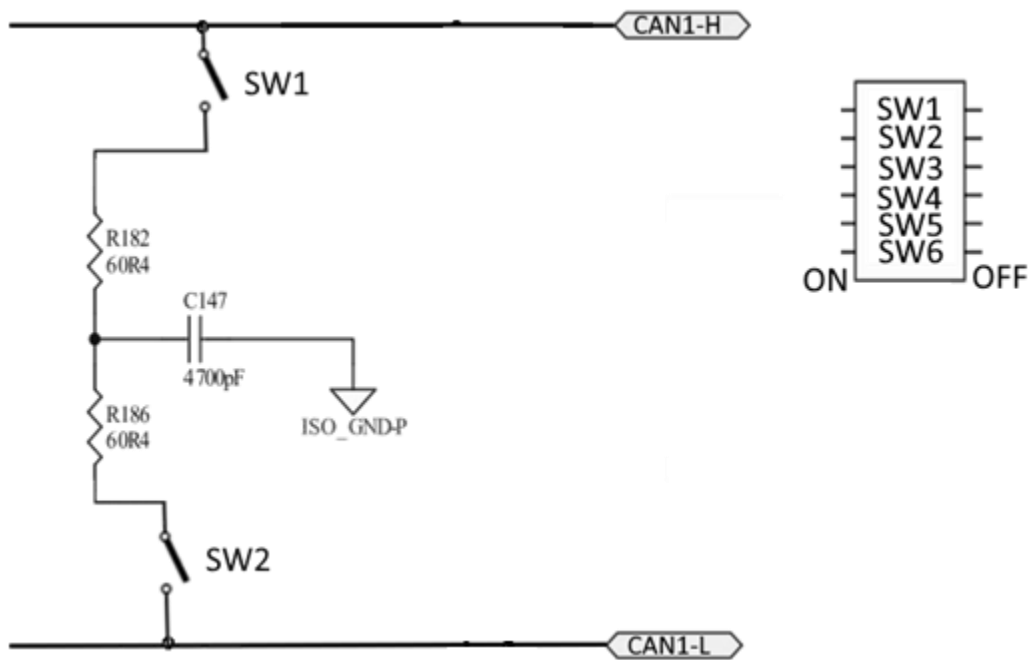 CAN1-H
SW1
SW1
SW2
SW3
SW4
SW5
SW6
ON
OFF
R182
60R4
C147
4700pF
ISO_GND-P
R186
60R4
SW2
CAN1-L